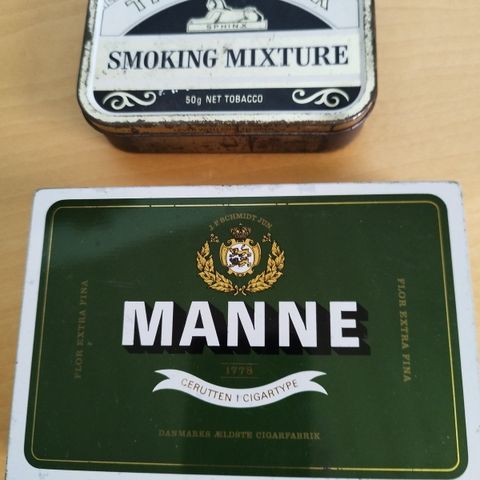 SPHINX
SMOKING MIXTURE
50g NET TOBACCO
J.P. SCHMIDT JUN.
FLOR EXTRA FINA
MANNE
FLOR EXTRA FINA
1778
CERUTTEN I CIGARTYPE
DANMARKS ÆLDSTE CIGARFABRIK